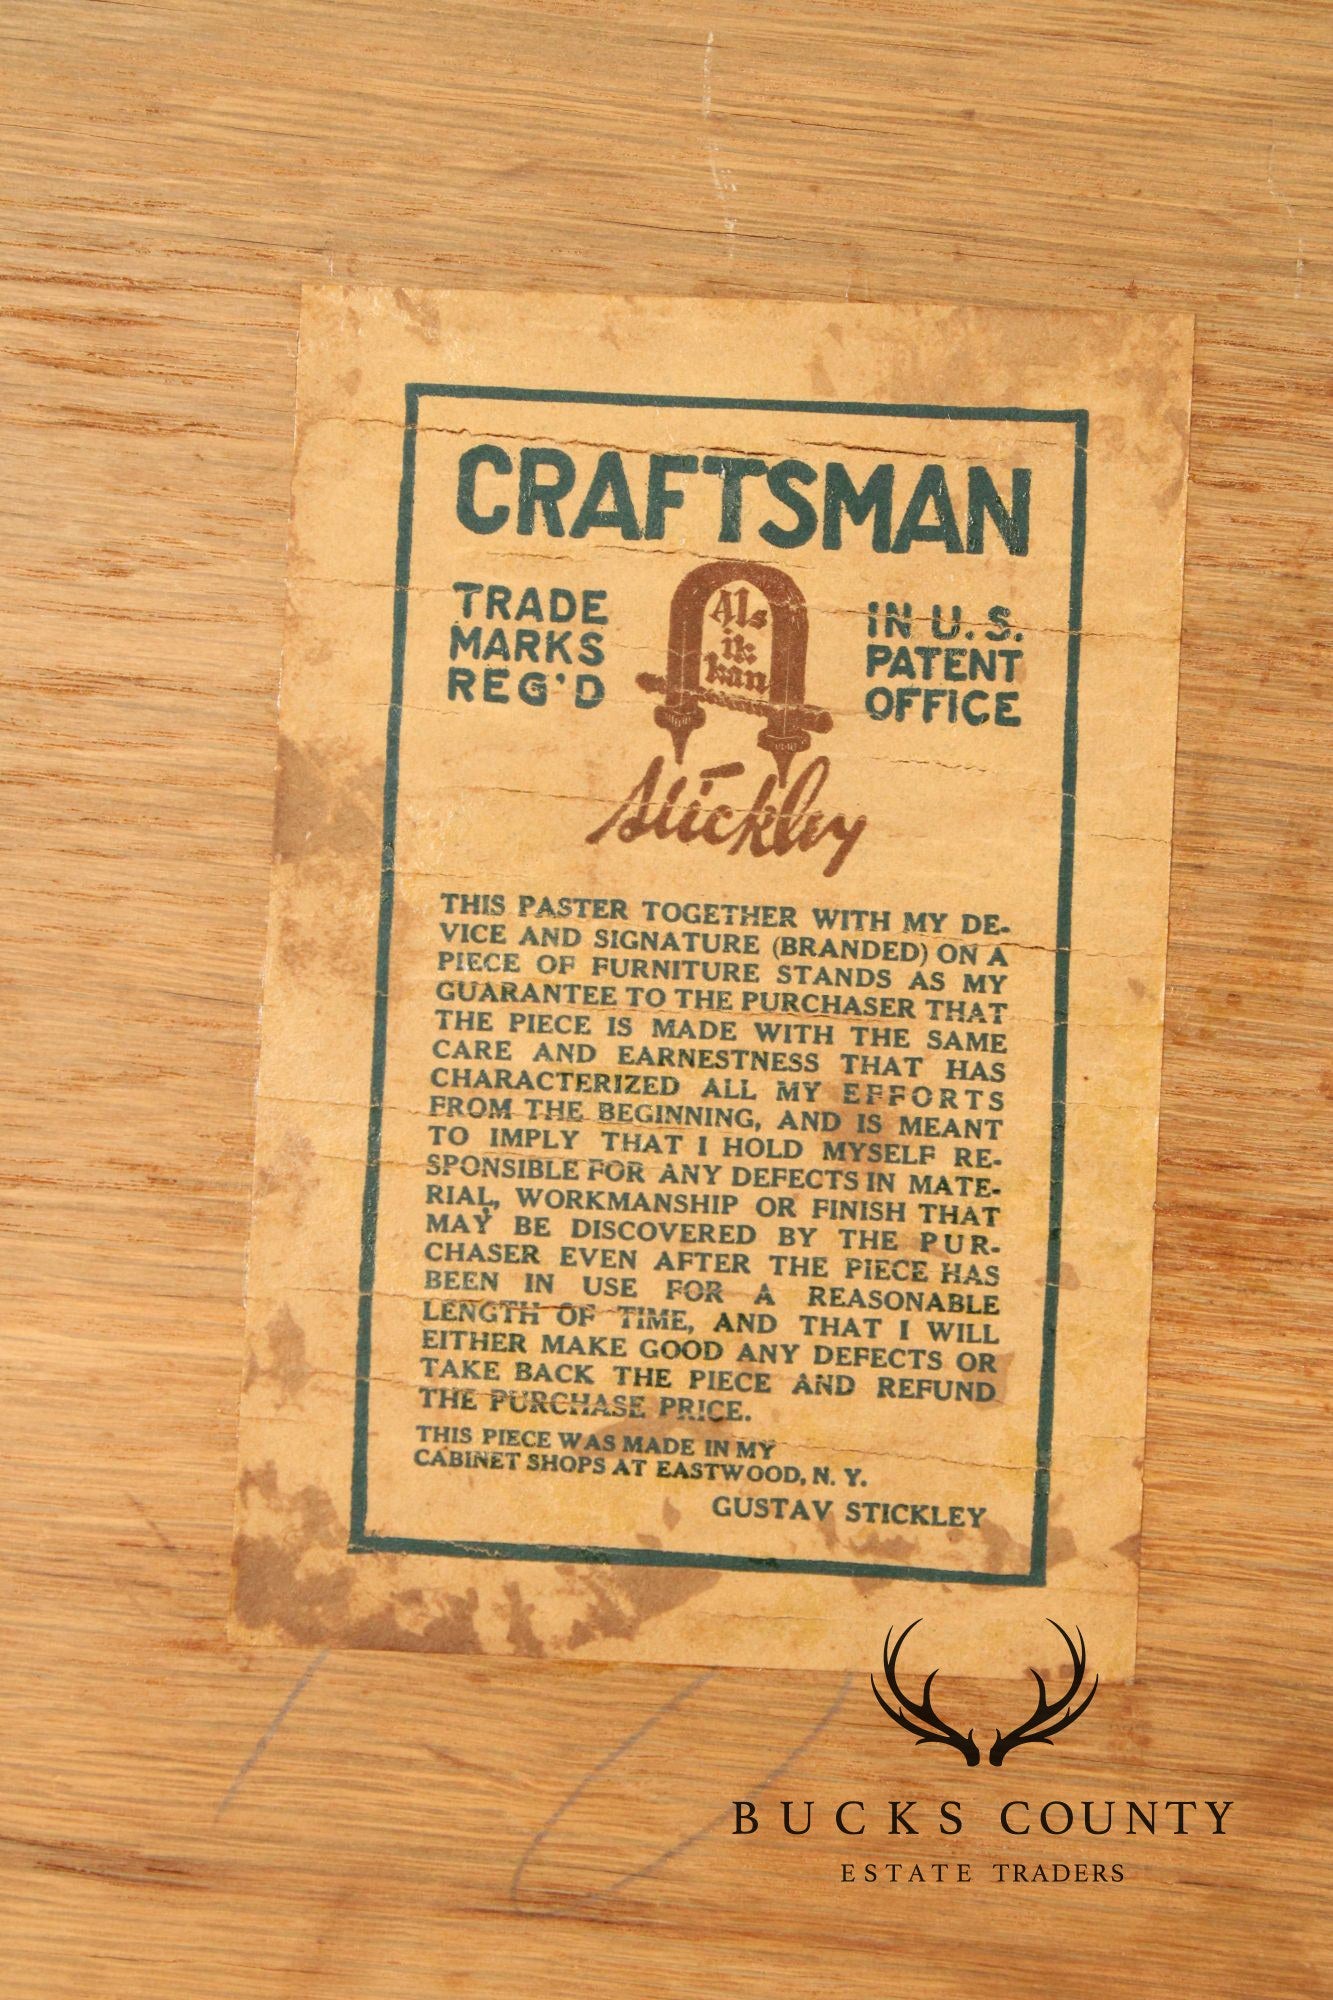 CRAFTSMAN
TRADE
MARKS
REG'D
Als
ik
kan
IN U.S.
PATENT
OFFICE
Stickley
THIS PASTER TOGETHER WITH MY DE-
VICE AND SIGNATURE (BRANDED) ON A
PIECE OF FURNITURE STANDS AS MY
GUARANTEE TO THE PURCHASER THAT
THE PIECE IS MADE WITH THE SAME
CARE AND EARNESTNESS THAT HAS
CHARACTERIZED ALL MY EFFORTS
FROM THE BEGINNING, AND IS MEANT
TO IMPLY THAT I HOLD MYSELF RE-
SPONSIBLE FOR ANY DEFECTS IN MATE-
RIAL, WORKMANSHIP OR FINISH THAT
MAY BE DISCOVERED BY THE PUR-
CHASER EVEN AFTER THE PIECE HAS
BEEN IN USE FOR A REASONABLE
LENGTH OF TIME, AND THAT I WILL
EITHER MAKE GOOD ANY DEFECTS OR
TAKE BACK THE PIECE AND REFUND
THE PURCHASE PRICE.
THIS PIECE WAS MADE IN MY
CABINET SHOPS AT EASTWOOD, N. Y.
GUSTAV STICKLEY
BUCKS COUNTY
ESTATE TRADERS